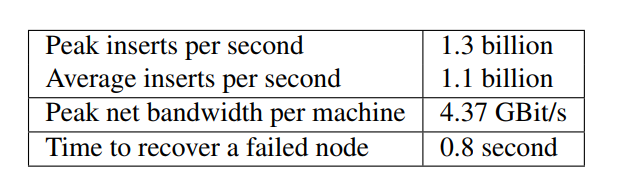 Peak inserts per second 1.3 billion
Average inserts per second 1.1 billion
Peak net bandwidth per machine 4.37 GBit/s
Time to recover a failed node 0.8 second